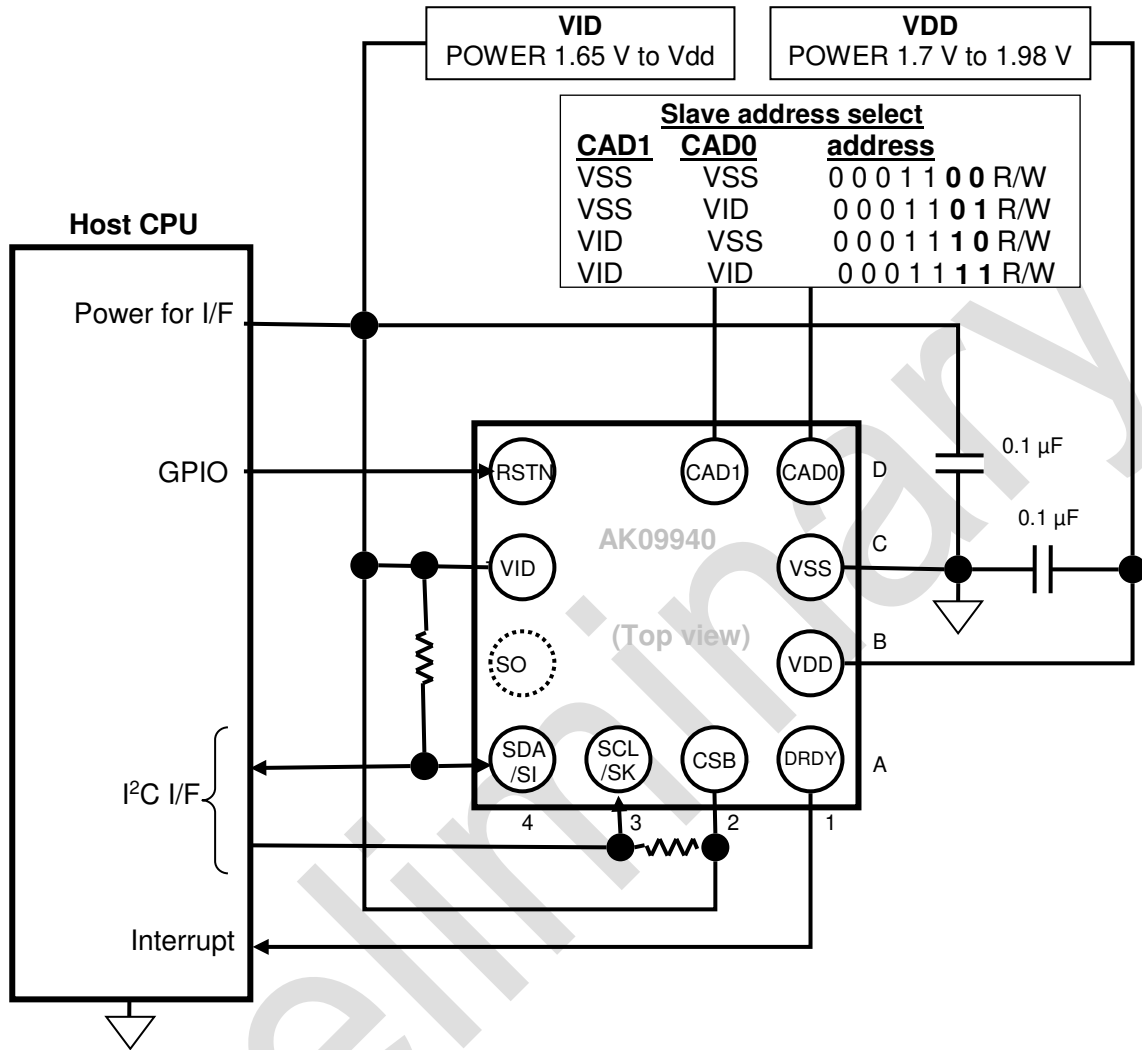 VID
POWER 1.65 V to Vdd
VDD
POWER 1.7 V to 1.98 V
Slave address select
CAD1 CAD0 address
VSS VSS 0 0 0 1 1 0 0 R/W
VSS VID 0 0 0 1 1 0 1 R/W
VID VSS 0 0 0 1 1 1 0 R/W
VID VID 0 0 0 1 1 1 1 R/W
Host CPU
Power for I/F
GPIO
I²C I/F
Interrupt
RSTN
CAD1
CAD0
D
0.1 µF
0.1 µF
AK09940
C
VID
VSS
(Top view)
B
SO
VDD
SDA
/SI
SCL
/SK
CSB
DRDY
A
4 3 2 1
eliminary